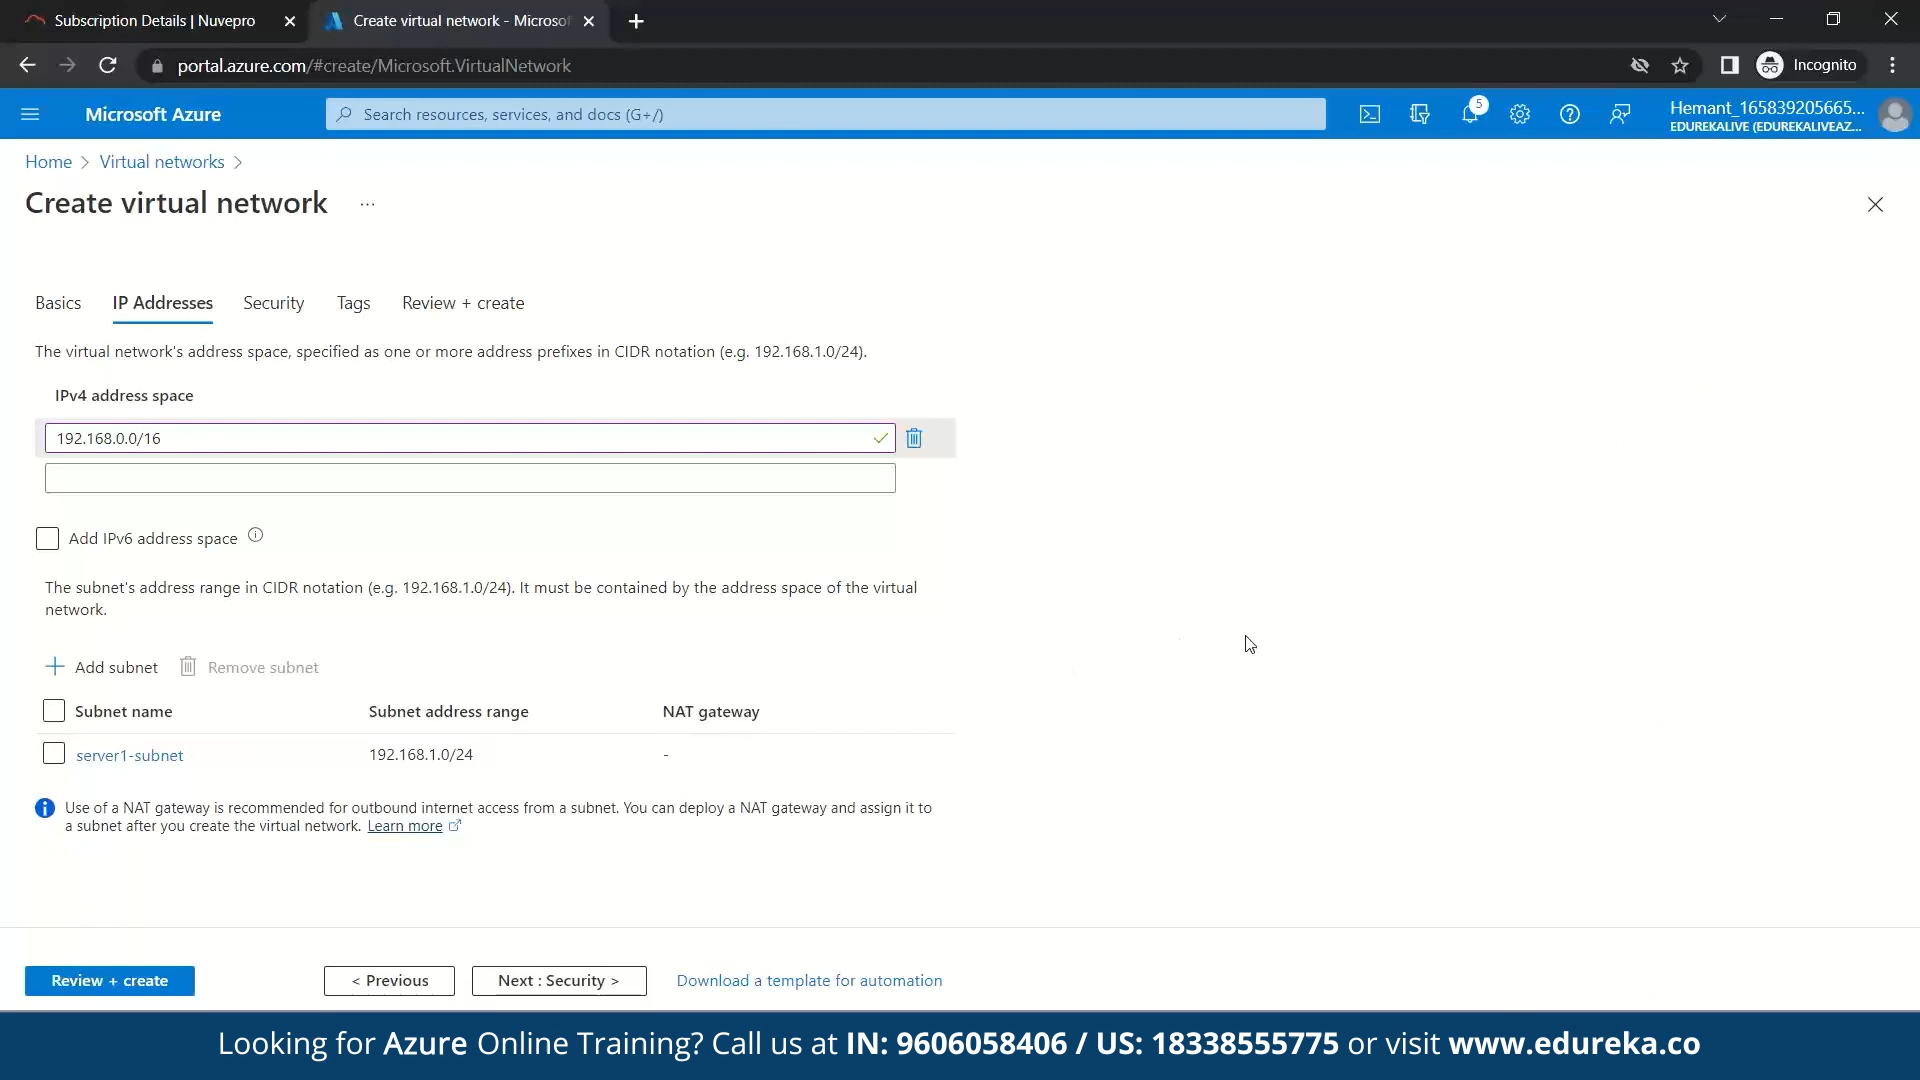 Subscription Details | Nuvepro
Create virtual network - Microsof
portal.azure.com/#create/Microsoft.VirtualNetwork
Incognito
Microsoft Azure
Search resources, services, and docs (G+/)
5
Hemant_165839205665...
EDUREKALIVE (EDUREKALIVEAZ...
Home > Virtual networks >
Create virtual network ...
Basics IP Addresses Security Tags Review + create
The virtual network's address space, specified as one or more address prefixes in CIDR notation (e.g. 192.168.1.0/24).
IPv4 address space
192.168.0.0/16
Add IPv6 address space
The subnet's address range in CIDR notation (e.g. 192.168.1.0/24). It must be contained by the address space of the virtual
network.
+ Add subnet Remove subnet
Subnet name Subnet address range NAT gateway
server1-subnet 192.168.1.0/24 -
Use of a NAT gateway is recommended for outbound internet access from a subnet. You can deploy a NAT gateway and assign it to
a subnet after you create the virtual network. Learn more
Review + create < Previous Next : Security > Download a template for automation
Looking for Azure Online Training? Call us at IN: 9606058406 / US: 18338555775 or visit www.edureka.co